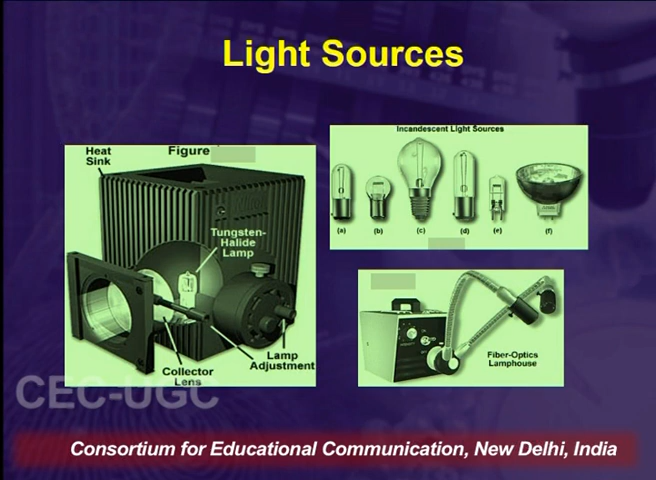 Light Sources
Heat
Sink
Figure
Tungsten-
Halide
Lamp
Collector
Lens
Lamp
Adjustment
Incandescent Light Sources
(a) (b) (c) (d) (e) (f)
Fiber-Optics
Lamphouse
CEC-UGC
Consortium for Educational Communication, New Delhi, India